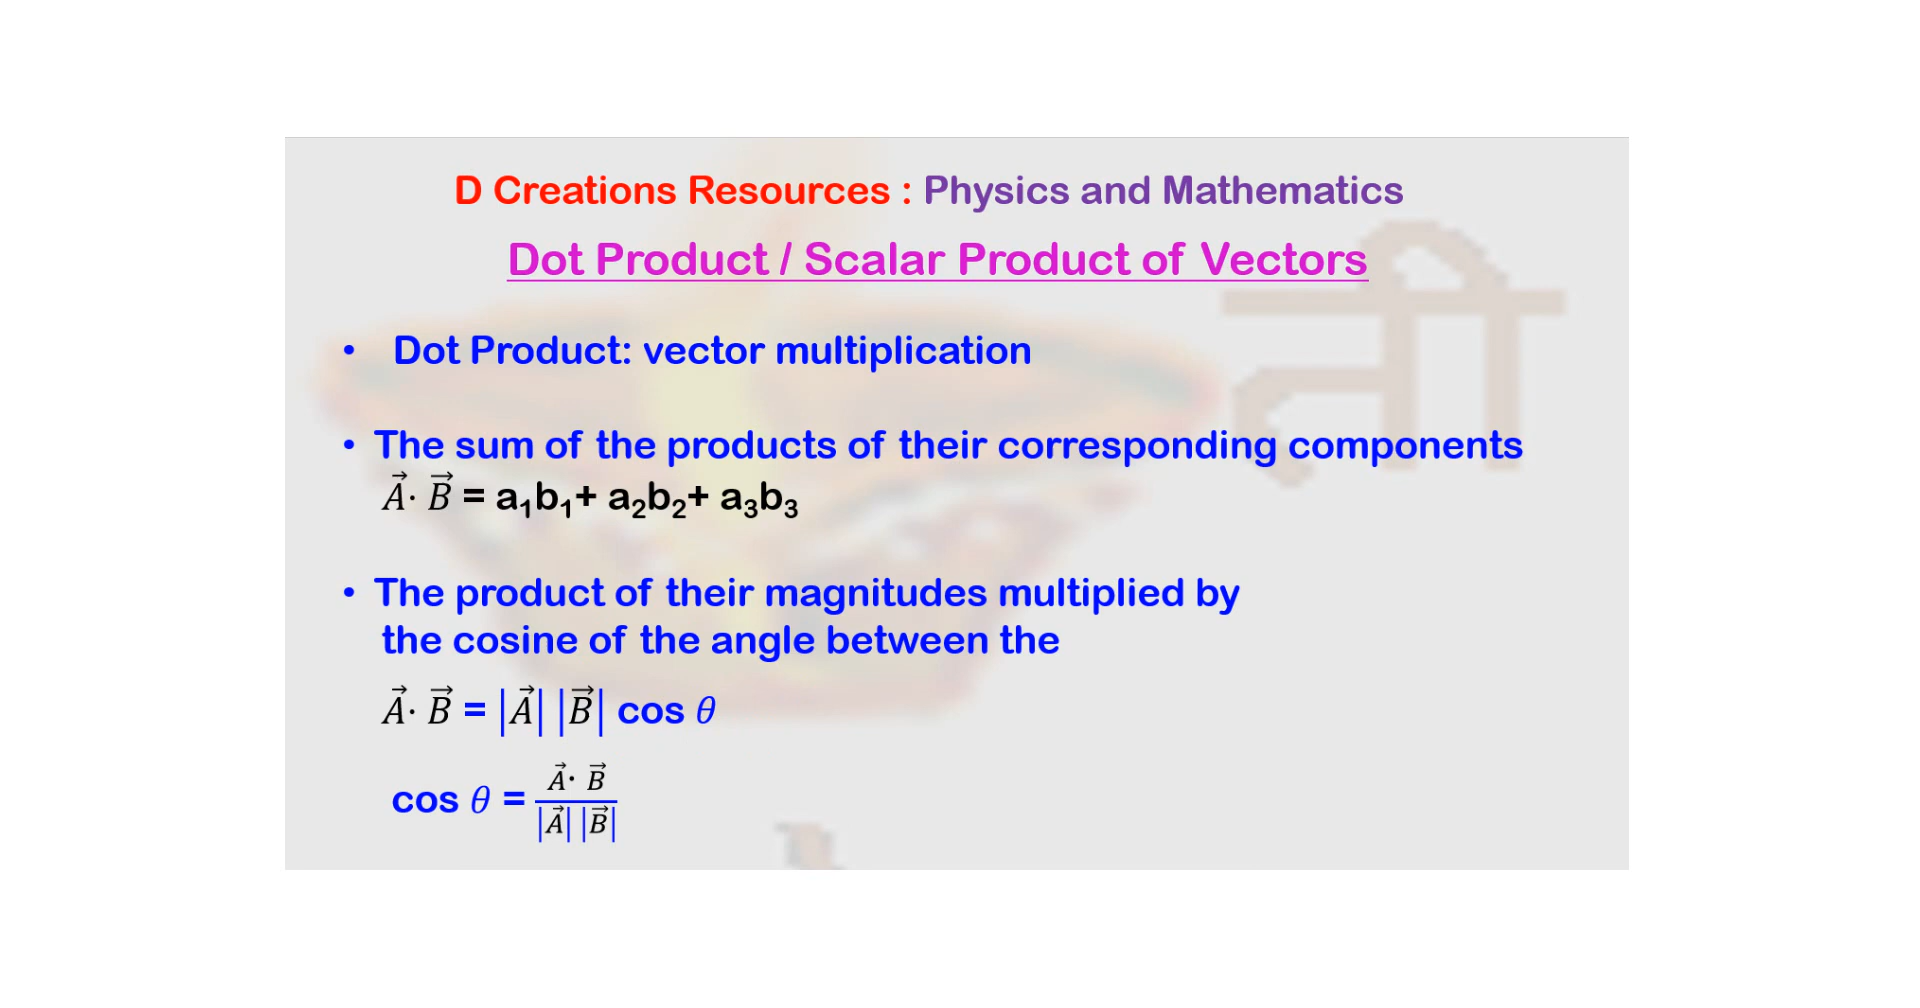 D Creations Resources : Physics and Mathematics
Dot Product / Scalar Product of Vectors
• Dot Product: vector multiplication
• The sum of the products of their corresponding components
A⃗· B⃗ = a₁b₁+ a₂b₂+ a₃b₃
• The product of their magnitudes multiplied by
the cosine of the angle between the
A⃗· B⃗ = |A⃗| |B⃗| cos θ
cos θ = A⃗· B⃗ / |A⃗| |B⃗|
नी